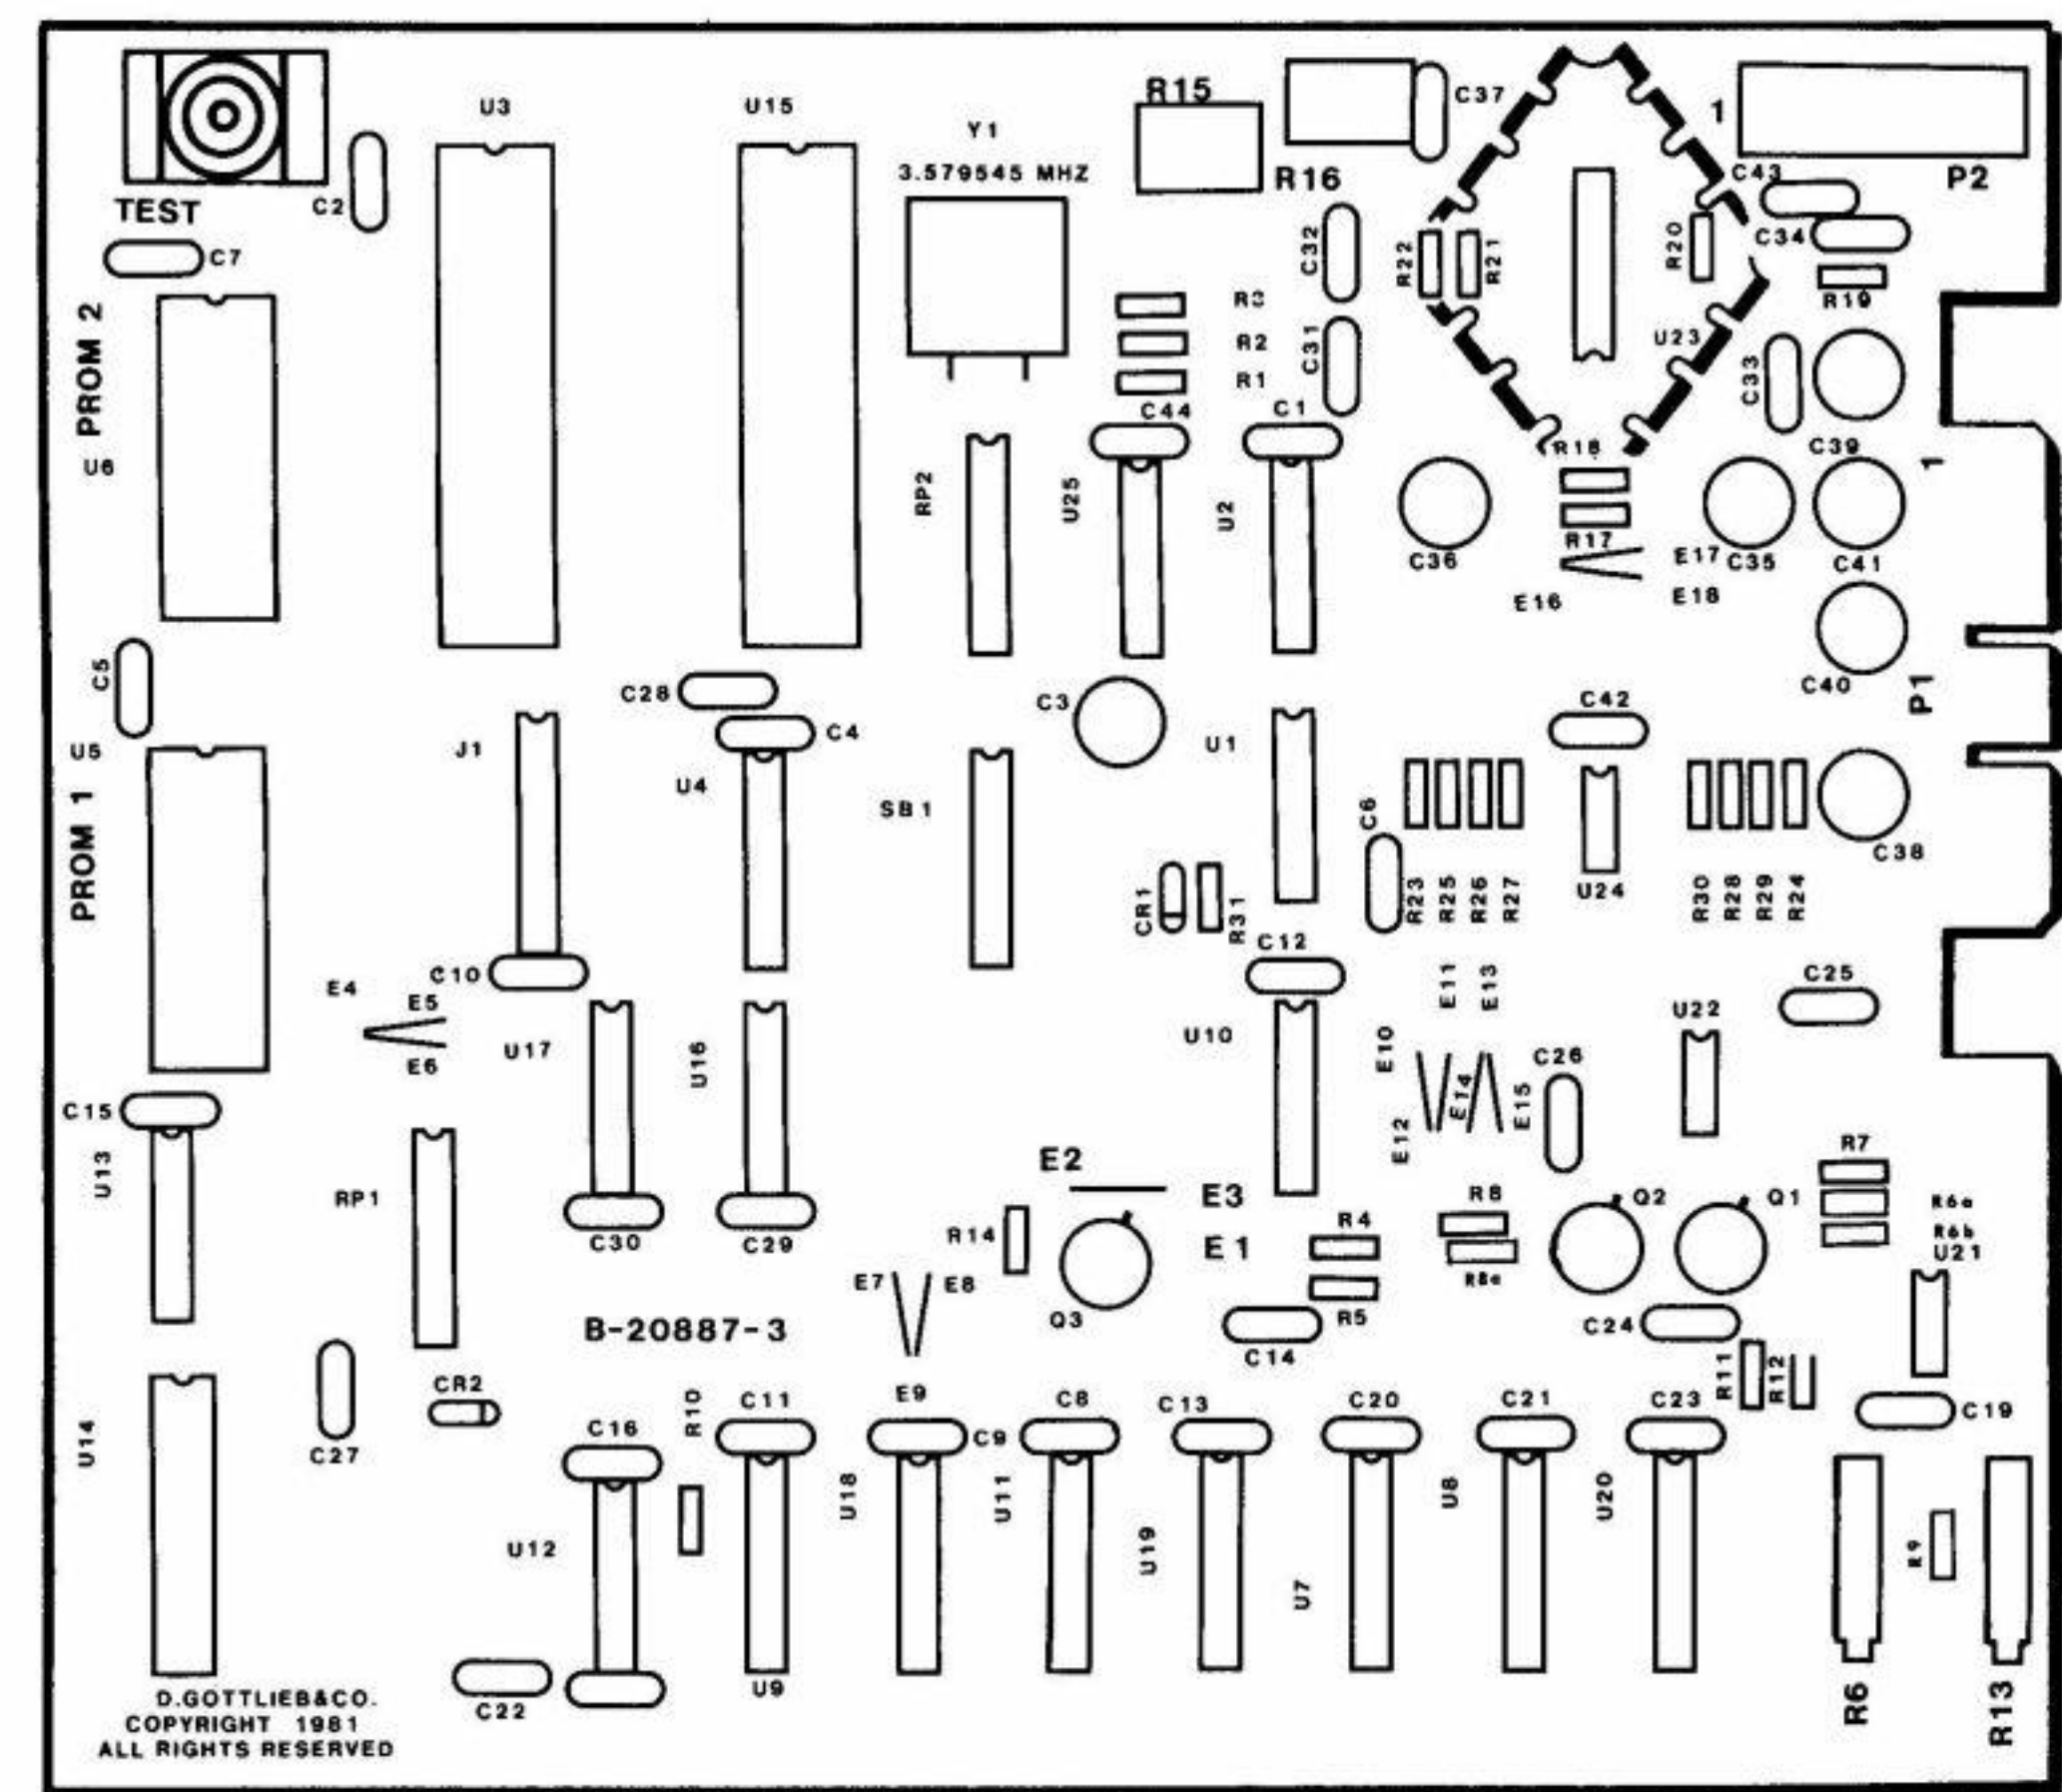 R15
C37
U3
U15
1
Y1
3.579545 MHZ
R16
C43
P2
TEST
C2
C7
C32
R22
R21
R20
C34
R19
R3
R2
R1
C31
U23
C33
PROM 2
C44
C1
U6
R18
C39
1
RP2
U25
U2
R17
C36
E17
C35
C41
E16
E18
C5
C28
C3
C42
C40
P1
U5
J1
C4
U1
U4
SB1
C6
PROM 1
C38
CR1
R31
R23
R25
R26
R27
U24
R30
R28
R29
R24
C12
C10
E4
E5
E11
E13
C25
U22
E6
U17
U16
U10
E10
C26
C15
E14
E15
E12
U13
E2
R7
RP1
E3
R8
Q2
Q1
R6a
C30
C29
R14
E1
R4
R6b
U21
R8a
E7
E8
Q3
R5
B-20887-3
C14
C24
CR2
R11
R12
U14
C27
C16
R10
C11
E9
C9
C8
C13
C20
C21
C23
C19
U12
U18
U11
U19
U7
U8
U20
R9
C22
U9
R6
R13
D.GOTTLIEB&CO.
COPYRIGHT 1981
ALL RIGHTS RESERVED